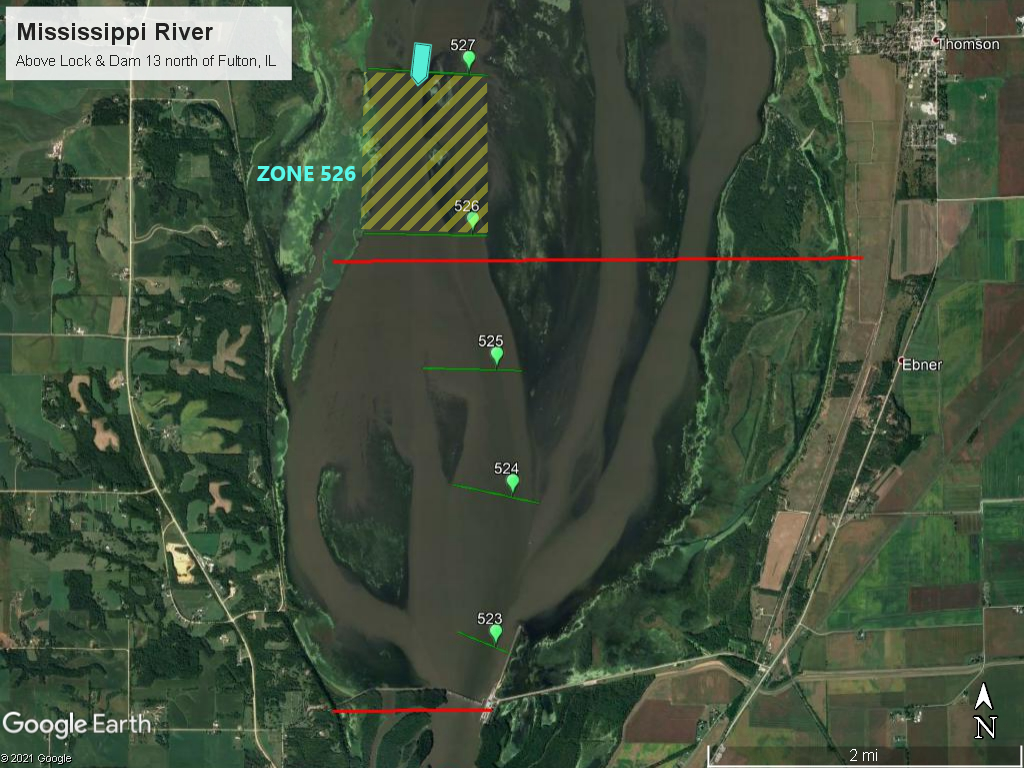 Mississippi River
Above Lock & Dam 13 north of Fulton, IL
527
Thomson
ZONE 526
526
525
Ebner
524
523
Google Earth
N
© 2021 Google
2 mi